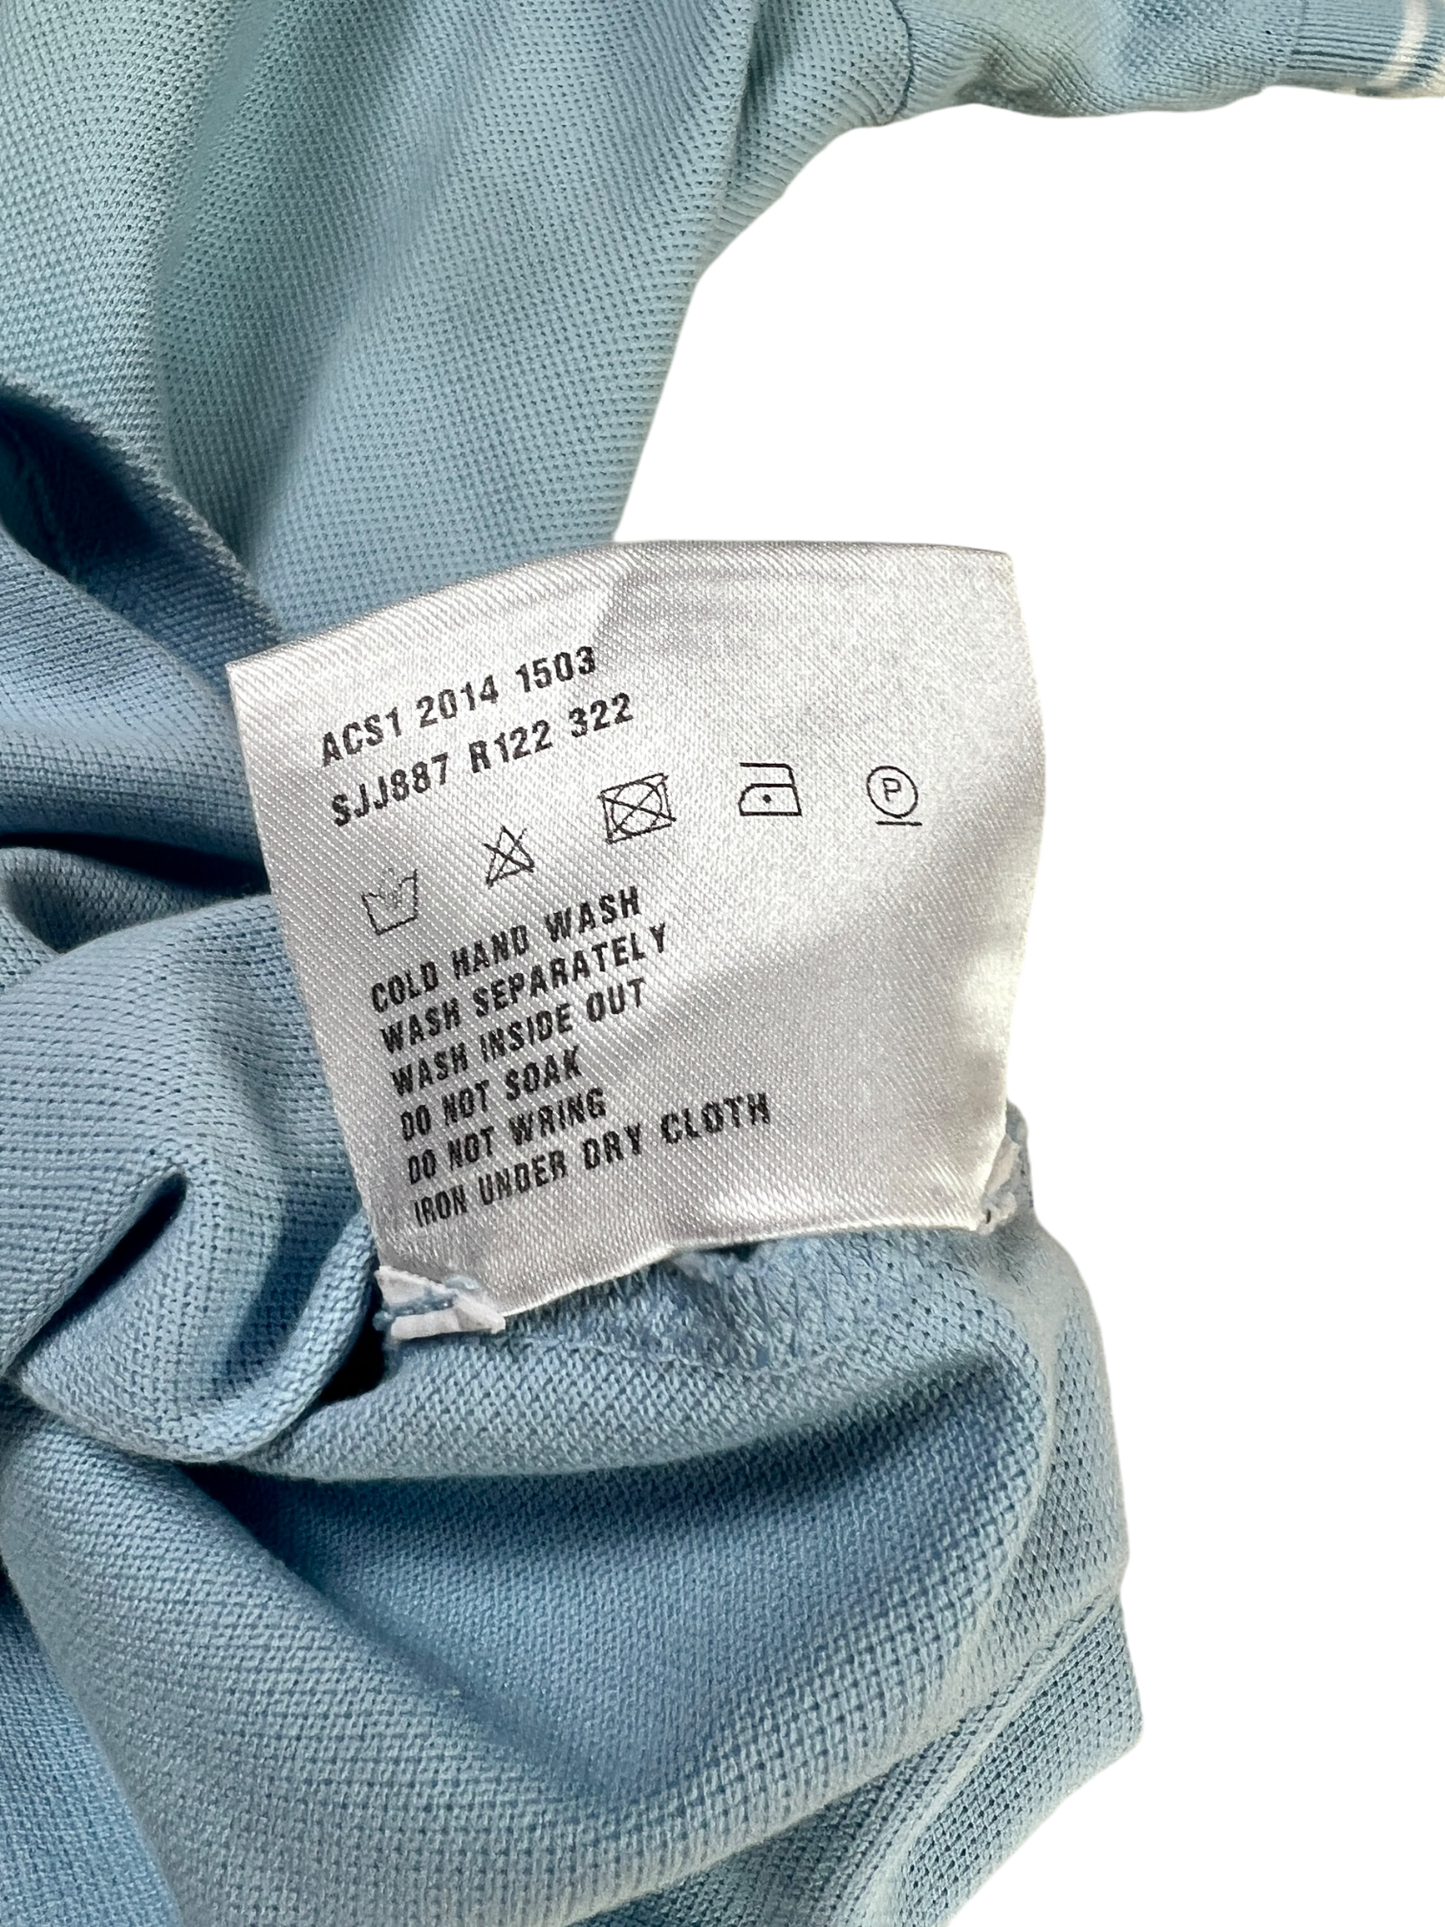 ACS1 2014 1503
SJJ887 R122 322
P
COLD HAND WASH
WASH SEPARATELY
WASH INSIDE OUT
DO NOT SOAK
DO NOT WRING
IRON UNDER DRY CLOTH